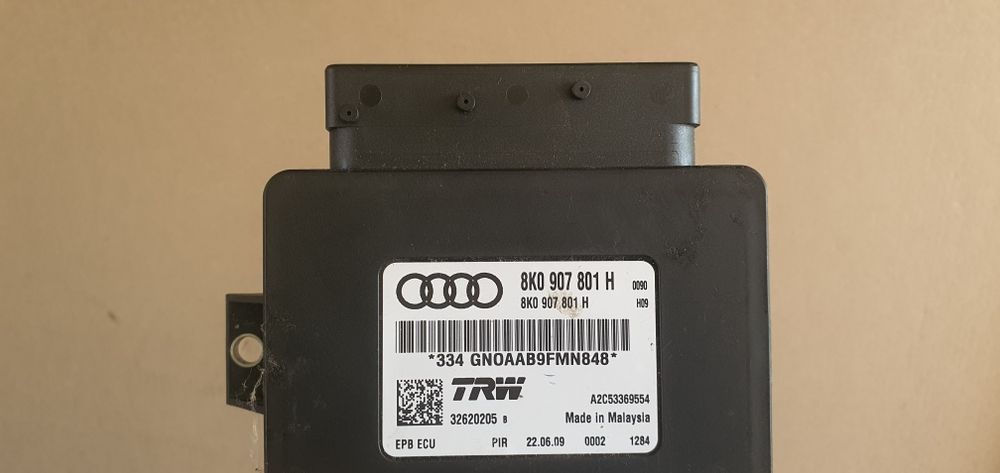 8K0 907 801 H 0090
8K0 907 801 H H09
*334 GN0AAB9FMN848*
TRW A2C53369554
32620205 B Made in Malaysia
EPB ECU PIR 22.06.09 0002 1284